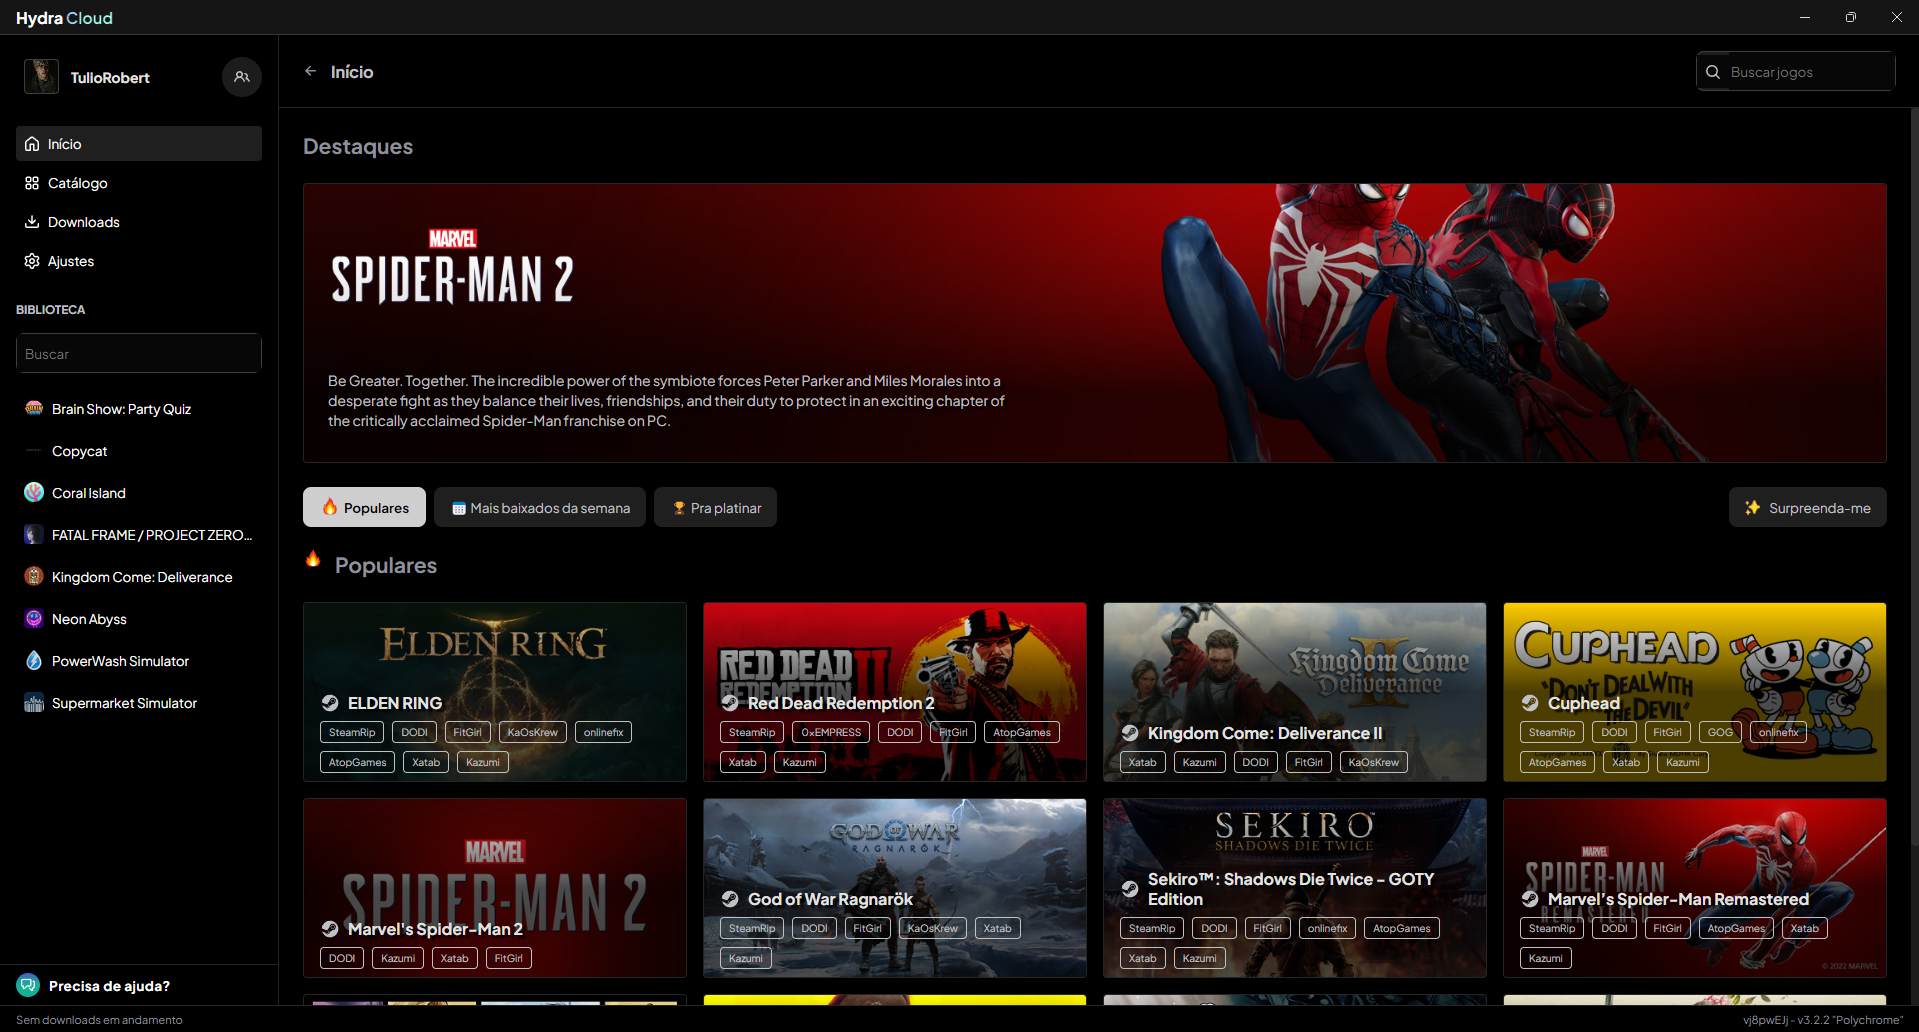 Hydra Cloud
TulioRobert
Início
Catálogo
Downloads
Ajustes
BIBLIOTECA
Buscar
Brain Show: Party Quiz
Copycat
Coral Island
FATAL FRAME / PROJECT ZERO...
Kingdom Come: Deliverance
Neon Abyss
PowerWash Simulator
Supermarket Simulator
Precisa de ajuda?
Início
Buscar jogos
Destaques
MARVEL
SPIDER-MAN 2
Be Greater. Together. The incredible power of the symbiote forces Peter Parker and Miles Morales into a
desperate fight as they balance their lives, friendships, and their duty to protect in an exciting chapter of
the critically acclaimed Spider-Man franchise on PC.
Populares
Mais baixados da semana
Pra platinar
Surpreenda-me
Populares
ELDEN RING
ELDEN RING
SteamRip DODI FitGirl KaOsKrew onlinefix
AtopGames Xatab Kazumi
RED DEAD
REDEMPTION II
Red Dead Redemption 2
SteamRip 0xEMPRESS DODI FitGirl AtopGames
Xatab Kazumi
Kingdom Come
Deliverance II
Kingdom Come: Deliverance II
Xatab Kazumi DODI FitGirl KaOsKrew
CUPHEAD
"DON'T DEAL WITH
THE DEVIL"
Cuphead
SteamRip DODI FitGirl GOG onlinefix
AtopGames Xatab Kazumi
MARVEL
SPIDER-MAN 2
Marvel's Spider-Man 2
DODI Kazumi Xatab FitGirl
GOD OF WAR
RAGNARÖK
God of War Ragnarök
SteamRip DODI FitGirl KaOsKrew Xatab
Kazumi
SEKIRO™
SHADOWS DIE TWICE
Sekiro™: Shadows Die Twice - GOTY
Edition
SteamRip DODI FitGirl onlinefix AtopGames
Xatab Kazumi
MARVEL
SPIDER-MAN
REMASTERED
Marvel's Spider-Man Remastered
SteamRip DODI FitGirl AtopGames Xatab
Kazumi
© 2022 MARVEL
Sem downloads em andamento
vj8pwEJj - v3.2.2 "Polychrome"